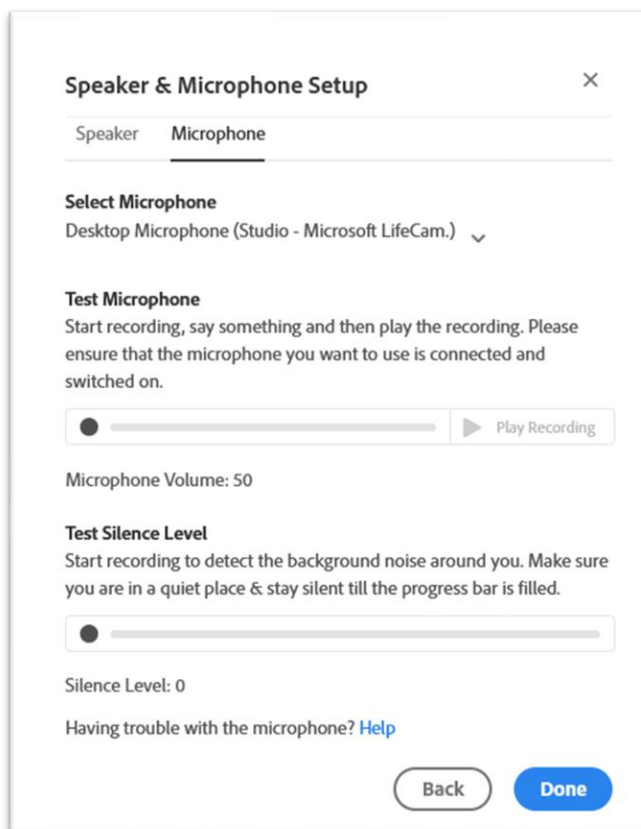 Speaker & Microphone Setup
Speaker Microphone
Select Microphone
Desktop Microphone (Studio - Microsoft LifeCam.)
Test Microphone
Start recording, say something and then play the recording. Please
ensure that the microphone you want to use is connected and
switched on.
Play Recording
Microphone Volume: 50
Test Silence Level
Start recording to detect the background noise around you. Make sure
you are in a quiet place & stay silent till the progress bar is filled.
Silence Level: 0
Having trouble with the microphone? Help
Back Done